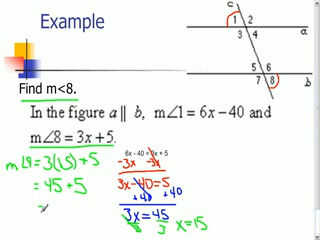 Example
c
1 2
3 4
a
5 6
7 8
b
Find m<8.
In the figure a || b, m∠1 = 6x − 40 and
m∠8 = 3x + 5.
6x - 40 = 3x + 5
-3x -3x
3x - 40 = 5
+40 +40
3x = 45
3 3
x = 15
m∠8 = 3(15) + 5
= 45 + 5
=